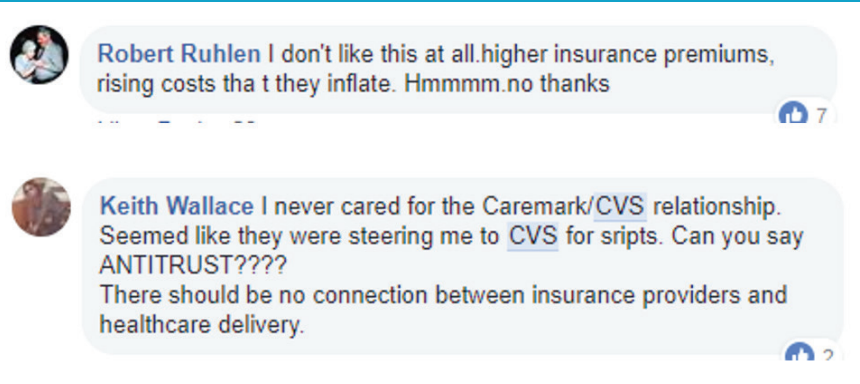 Robert Ruhlen I don't like this at all.higher insurance premiums,
rising costs tha t they inflate. Hmmmm.no thanks
7
Keith Wallace I never cared for the Caremark/CVS relationship.
Seemed like they were steering me to CVS for sripts. Can you say
ANTITRUST????
There should be no connection between insurance providers and
healthcare delivery.
2